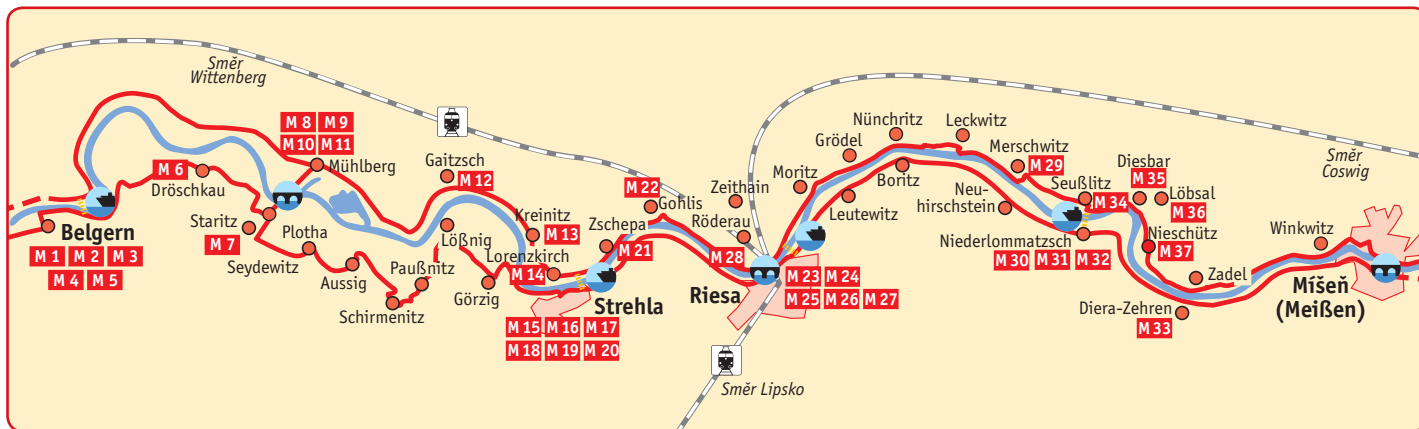 Směr
Wittenberg
M 8 M 9
M 10 M 11
Mühlberg
M 6
Dröschkau
Belgern
M 1 M 2 M 3
M 4 M 5
Staritz
M 7
Plotha
Seydewitz
Aussig
Schirmenitz
Paußnitz
Gaitzsch
M 12
Lößnig
Görzig
Kreinitz
M 13
Lorenzkirch
M 14
Zschepa
M 21
Strehla
M 15 M 16 M 17
M 18 M 19 M 20
M 22
Gohlis
Zeithain
Röderau
M 28
Riesa
M 23 M 24
M 25 M 26 M 27
Směr Lipsko
Moritz
Grödel
Nünchritz
Leckwitz
Leutewitz
Boritz
Merschwitz
M 29
Neu-
hirschstein
Seußlitz
M 34
Niederlommatzsch
M 30 M 31 M 32
Diesbar
M 35
Löbsal
M 36
Nieschütz
M 37
Zadel
Diera-Zehren
M 33
Winkwitz
Směr
Coswig
Míšeň
(Meißen)